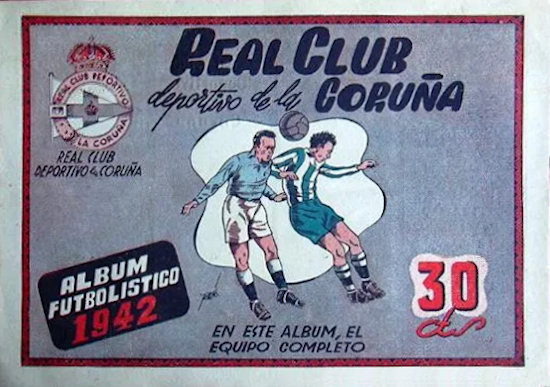 REAL CLUB
deportivo de la CORUÑA
REAL CLUB DEPORTIVO
LA CORUÑA
REAL CLUB
DEPORTIVO de la CORUÑA
ALBUM
FUTBOLISTICO
1942
30
cts
EN ESTE ALBUM, EL
EQUIPO COMPLETO